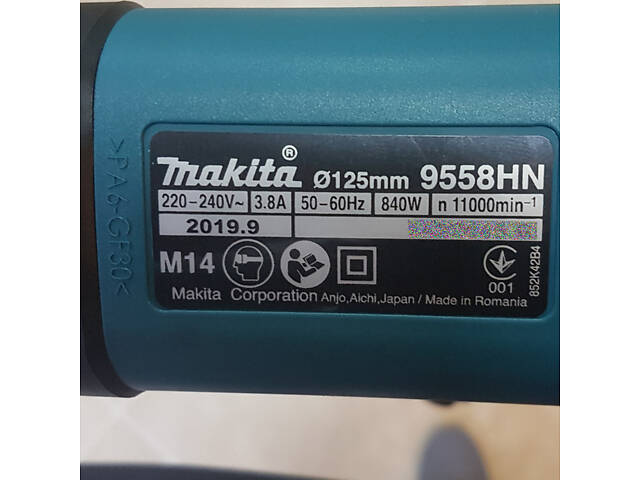 >PA6-GF30<
makita® Ø125mm 9558HN
220-240V~ 3.8A 50-60Hz 840W n 11000min⁻¹
2019.9
M14
001
Makita Corporation Anjo,Aichi,Japan / Made in Romania
852K42B4